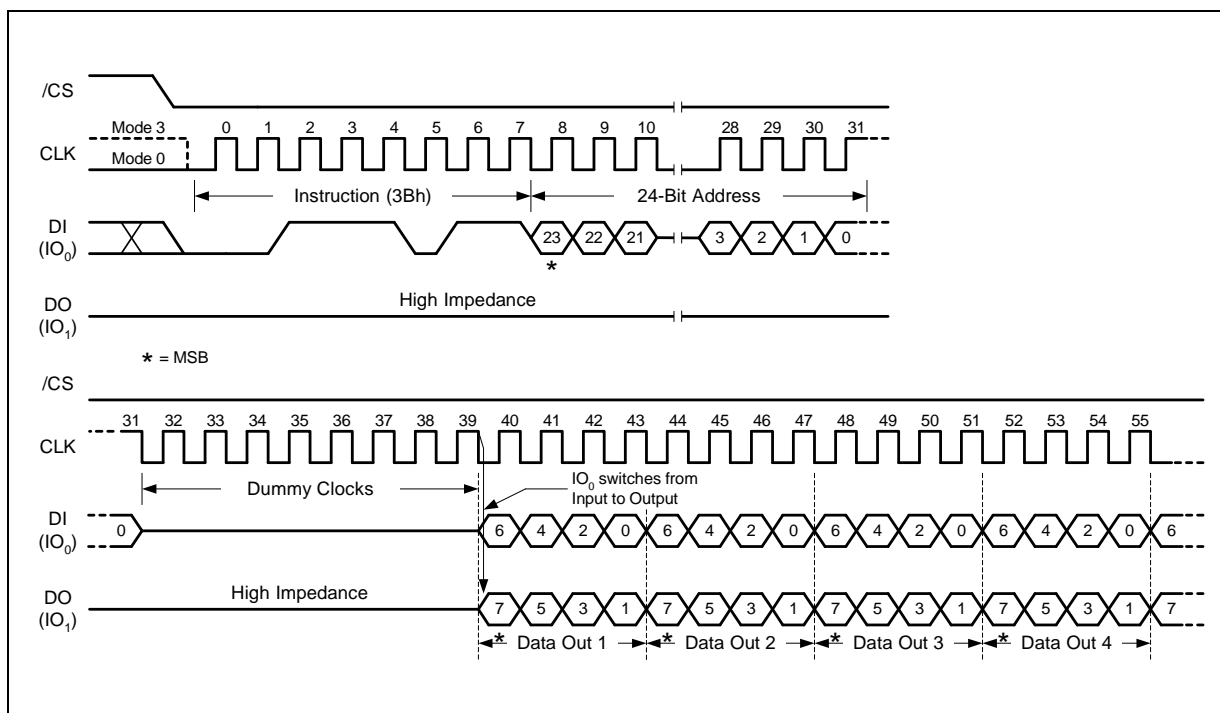 /CS
Mode 3 0 1 2 3 4 5 6 7 8 9 10 28 29 30 31
CLK
Mode 0
Instruction (3Bh) 24-Bit Address
DI
(IO0)
23 22 21 3 2 1 0
*
High Impedance
DO
(IO1)
* = MSB
/CS
31 32 33 34 35 36 37 38 39 40 41 42 43 44 45 46 47 48 49 50 51 52 53 54 55
CLK
Dummy Clocks
IO0 switches from
Input to Output
DI
(IO0)
0 6 4 2 0 6 4 2 0 6 4 2 0 6 4 2 0 6
High Impedance
DO
(IO1)
7 5 3 1 7 5 3 1 7 5 3 1 7 5 3 1 7
* Data Out 1 * Data Out 2 * Data Out 3 * Data Out 4